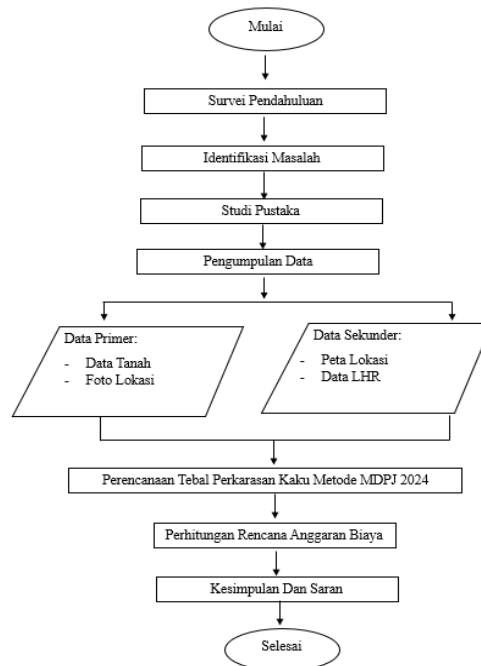 Mulai
Survei Pendahuluan
Identifikasi Masalah
Studi Pustaka
Pengumpulan Data
Data Primer:
- Data Tanah
- Foto Lokasi
Data Sekunder:
- Peta Lokasi
- Data LHR
Perencanaan Tebal Perkarasan Kaku Metode MDPJ 2024
Perhitungan Rencana Anggaran Biaya
Kesimpulan Dan Saran
Selesai